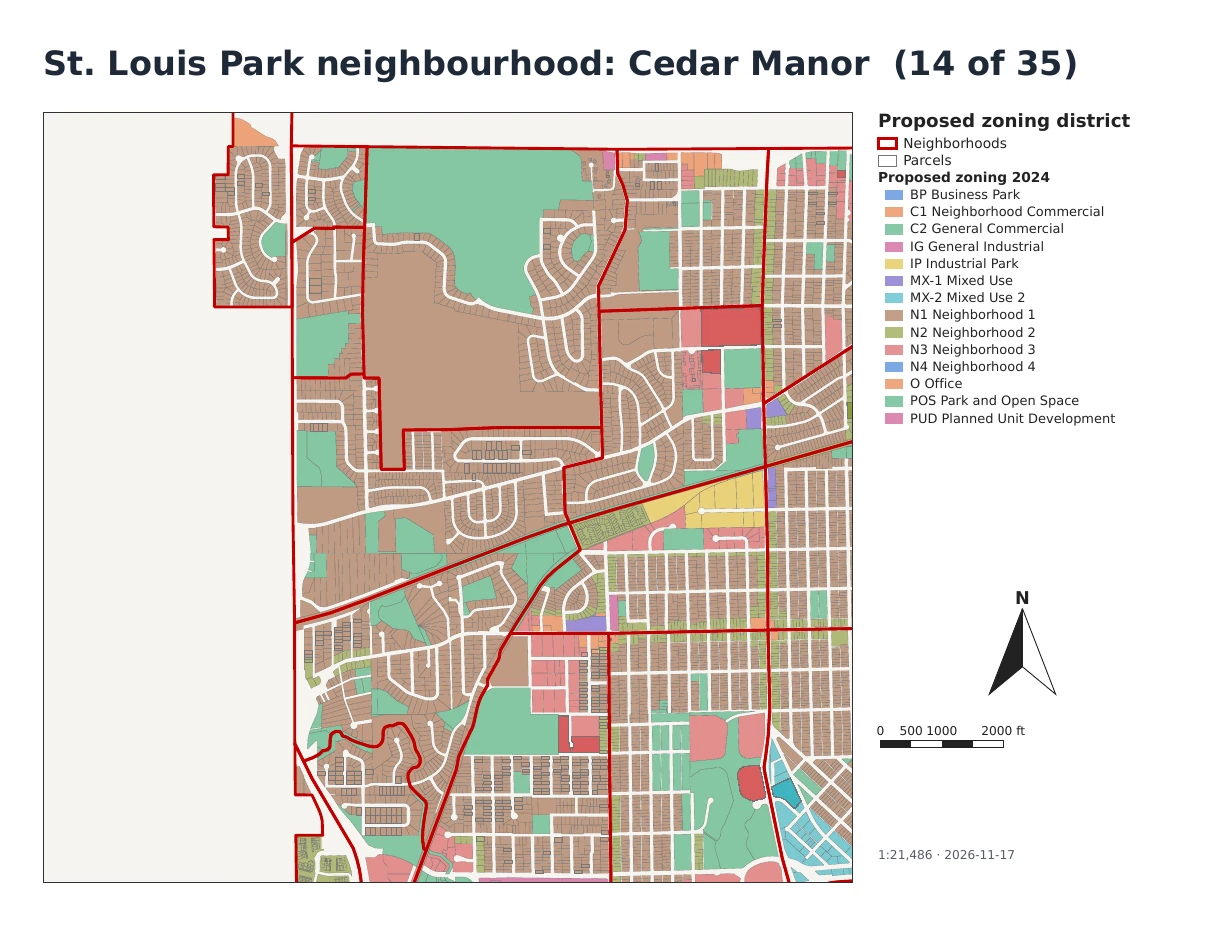 St. Louis Park neighbourhood: Cedar Manor (14 of 35)
Proposed zoning district
Neighborhoods
Parcels
Proposed zoning 2024
BP Business Park
C1 Neighborhood Commercial
C2 General Commercial
IG General Industrial
IP Industrial Park
MX-1 Mixed Use
MX-2 Mixed Use 2
N1 Neighborhood 1
N2 Neighborhood 2
N3 Neighborhood 3
N4 Neighborhood 4
O Office
POS Park and Open Space
PUD Planned Unit Development
N
0 500 1000 2000 ft
1:21,486 · 2026-11-17